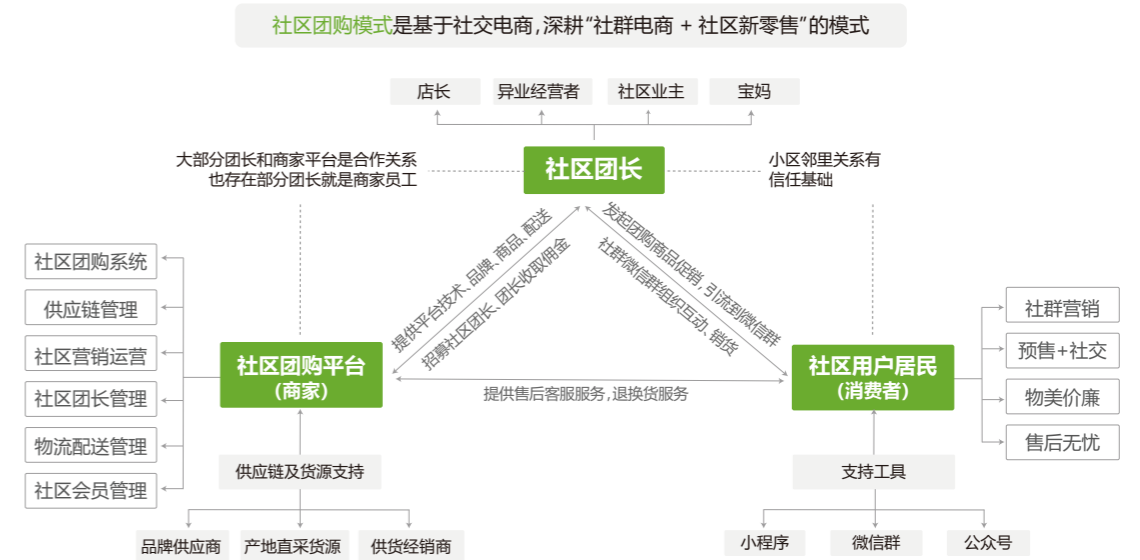 社区团购模式是基于社交电商,深耕“社群电商 + 社区新零售”的模式
店长
异业经营者
社区业主
宝妈
社区团长
大部分团长和商家平台是合作关系
也存在部分团长就是商家员工
小区邻里关系有
信任基础
提供平台技术、品牌、商品、配送
招募社区团长、团长收取佣金
发起团购商品促销,引流到微信群
社群微信群组织互动、销货
社区团购系统
供应链管理
社区营销运营
社区团长管理
物流配送管理
社区会员管理
社区团购平台
(商家)
提供售后客服服务,退换货服务
社区用户居民
(消费者)
社群营销
预售+社交
物美价廉
售后无忧
供应链及货源支持
品牌供应商
产地直采货源
供货经销商
支持工具
小程序
微信群
公众号